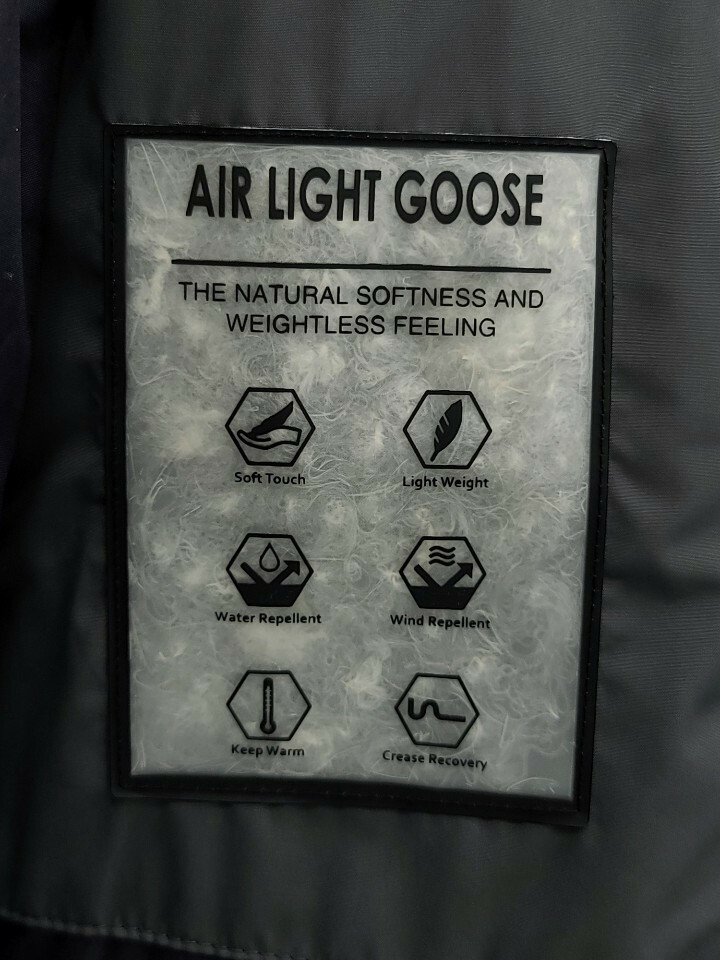 AIR LIGHT GOOSE
THE NATURAL SOFTNESS AND
WEIGHTLESS FEELING
Soft Touch
Light Weight
Water Repellent
Wind Repellent
Keep Warm
Crease Recovery